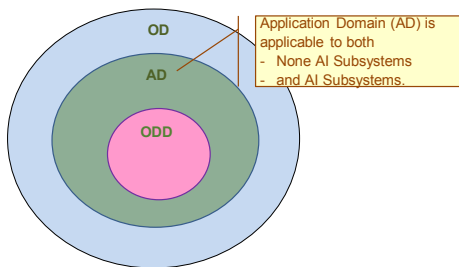 OD
AD
ODD
Application Domain (AD) is
applicable to both
- None AI Subsystems
- and AI Subsystems.